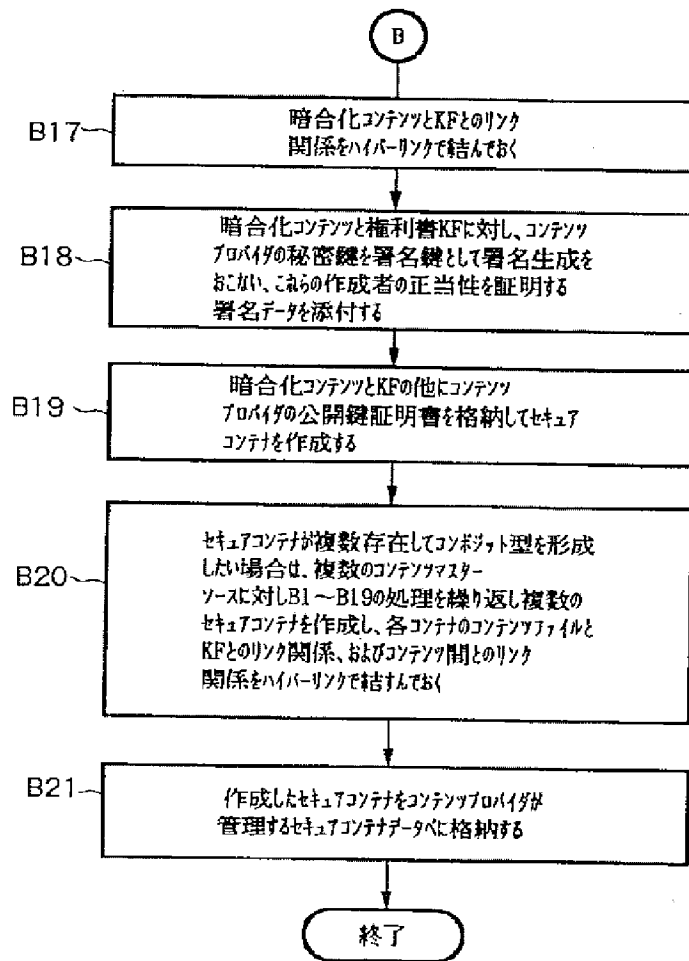 B
B17
暗合化コンテンツとKFとのリンク
関係をハイパーリンクで結んでおく
B18
暗合化コンテンツと権利書KFに対し、コンテンツ
プロバイダの秘密鍵を署名鍵として署名生成を
おこない、これらの作成者の正当性を証明する
署名データを添付する
B19
暗合化コンテンツとKFの他にコンテンツ
プロバイダの公開鍵証明書を格納してセキュア
コンテナを作成する
B20
セキュアコンテナが複数存在してコンポジット型を形成
したい場合は、複数のコンテンツマスター
ソースに対しB1〜B19の処理を繰り返し複数の
セキュアコンテナを作成し、各コンテナのコンテンツファイルと
KFとのリンク関係、およびコンテンツ間とのリンク
関係をハイパーリンクで結すんでおく
B21
作成したセキュアコンテナをコンテンツプロバイダが
管理するセキュアコンテナデータベに格納する
終了